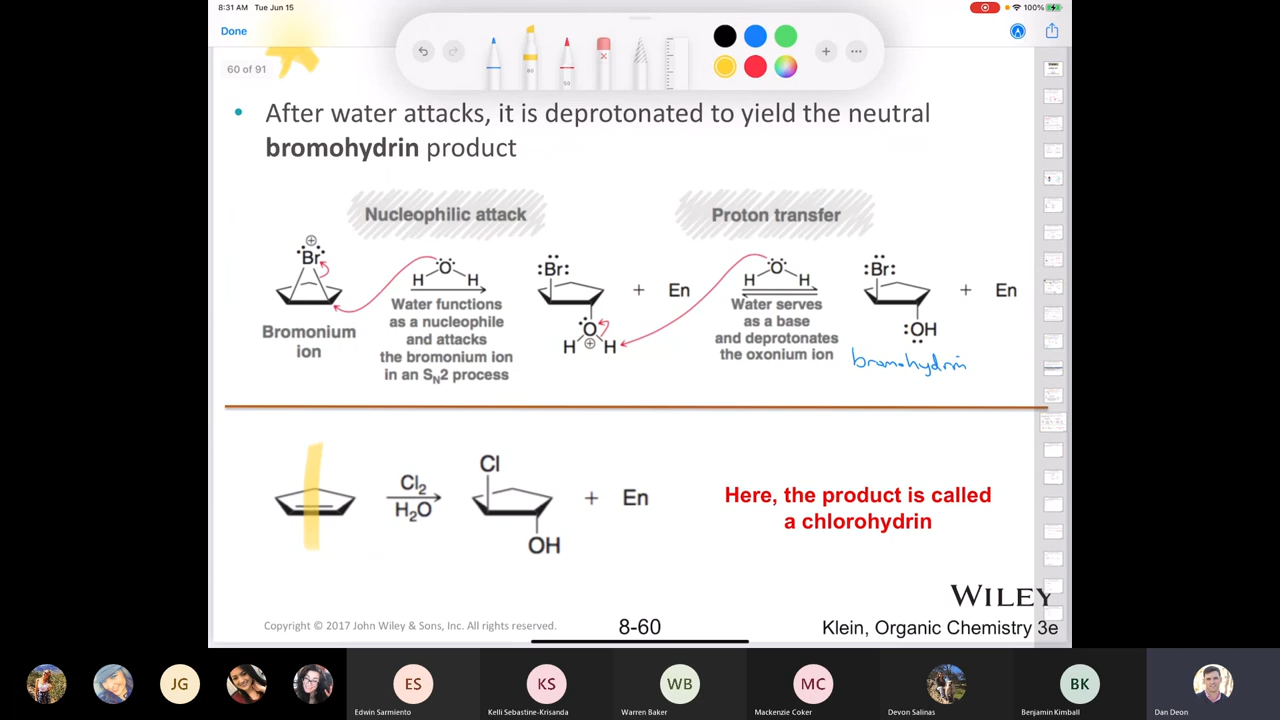 8:31 AM Tue Jun 15
100%
Done
60 of 91
• After water attacks, it is deprotonated to yield the neutral
bromohydrin product
Nucleophilic attack
Proton transfer
⊕
:Br:
Bromonium
ion
H Ö H
Water functions
as a nucleophile
and attacks
the bromonium ion
in an SN2 process
:Br:
:O
H ⊕ H
+ En
H Ö H
Water serves
as a base
and deprotonates
the oxonium ion
:Br:
:OH
+ En
bromohydrin
Cl2
H2O
Cl
OH
+ En
Here, the product is called
a chlorohydrin
WILEY
Copyright © 2017 John Wiley & Sons, Inc. All rights reserved.
8-60
Klein, Organic Chemistry 3e
JG
ES
Edwin Sarmiento
KS
Kelli Sebastine-Krisanda
WB
Warren Baker
MC
Mackenzie Coker
Devon Salinas
BK
Benjamin Kimball
Dan Deon